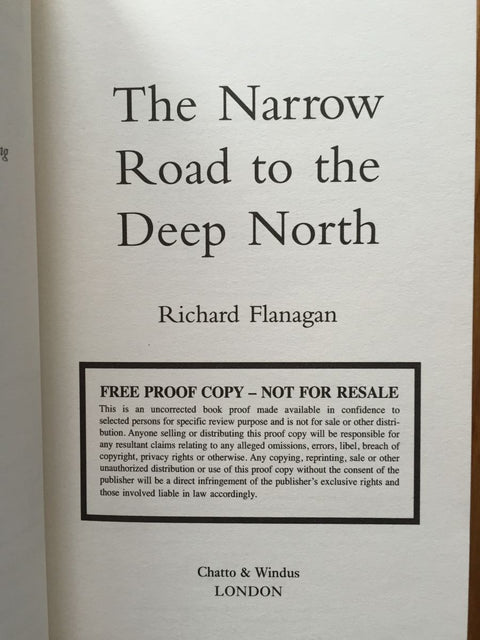 The Narrow
Road to the
Deep North
Richard Flanagan
FREE PROOF COPY – NOT FOR RESALE
This is an uncorrected book proof made available in confidence to
selected persons for specific review purpose and is not for sale or other distri-
bution. Anyone selling or distributing this proof copy will be responsible for
any resultant claims relating to any alleged omissions, errors, libel, breach of
copyright, privacy rights or otherwise. Any copying, reprinting, sale or other
unauthorized distribution or use of this proof copy without the consent of the
publisher will be a direct infringement of the publisher's exclusive rights and
those involved liable in law accordingly.
Chatto & Windus
LONDON